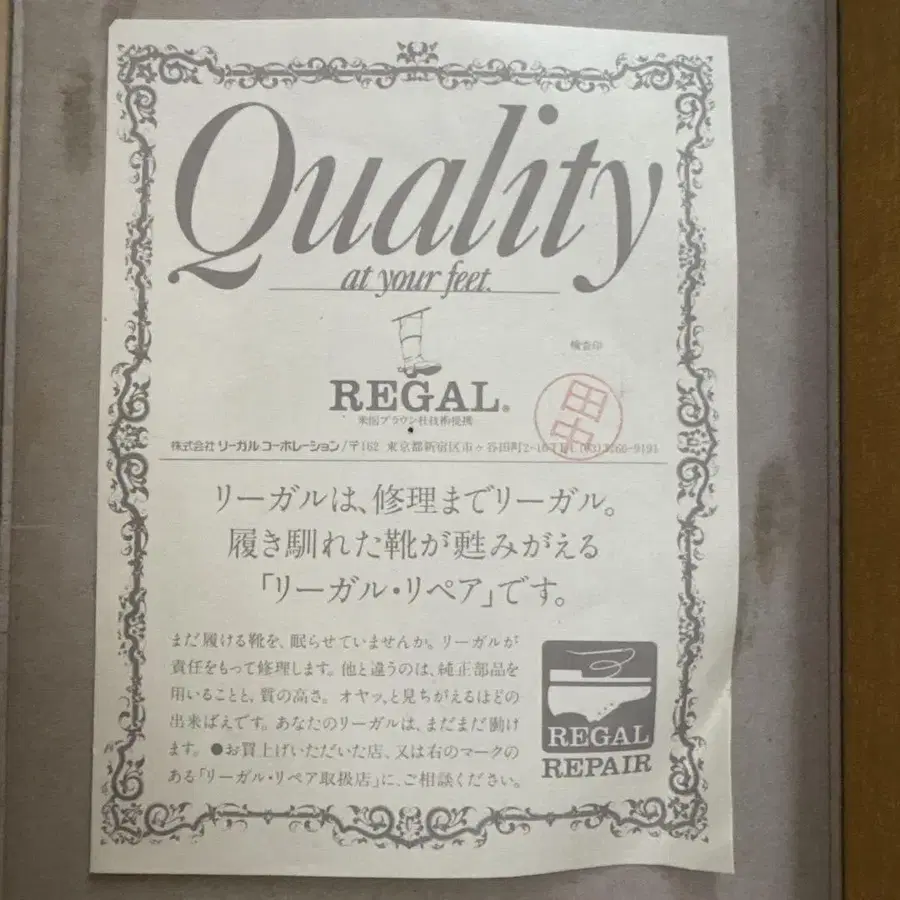 Quality
at your feet.
検査印
REGAL®
米国ブラウン社技術提携
田中
株式会社 リーガル コーポレーション/〒162 東京都新宿区市ヶ谷田町2-10 TEL (03) 3266-9191
リーガルは、修理までリーガル。
履き馴れた靴が甦みがえる
「リーガル・リペア」です。
まだ履ける靴を、眠らせていませんか。リーガルが
責任をもって修理します。他と違うのは、純正部品を
用いることと、質の高さ。オヤッ、と見ちがえるほどの
出来ばえです。あなたのリーガルは、まだまだ働け
ます。●お買上げいただいた店、又は右のマークの
ある「リーガル・リペア取扱店」に、ご相談ください。
REGAL
REPAIR